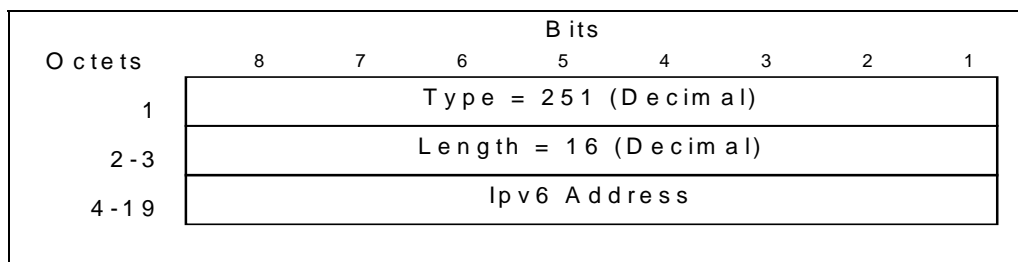 Bits
Octets 8 7 6 5 4 3 2 1
1 Type = 251 (Decimal)
2-3 Length = 16 (Decimal)
4-19 Ipv6 Address